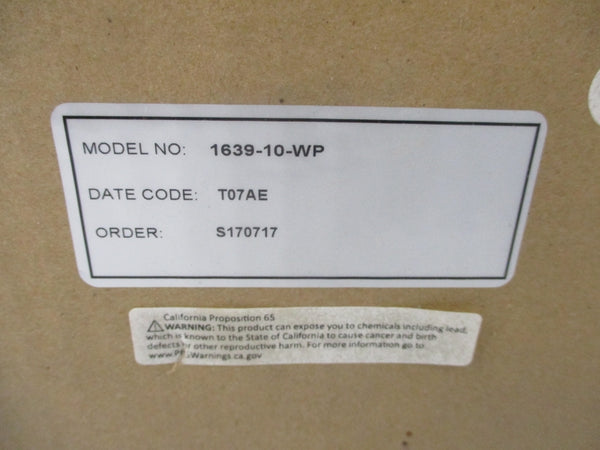 MODEL NO: 1639-10-WP
DATE CODE: T07AE
ORDER: S170717
California Proposition 65
⚠WARNING: This product can expose you to chemicals including lead,
which is known to the State of California to cause cancer and birth
defects or other reproductive harm. For more information go to
www.P65Warnings.ca.gov